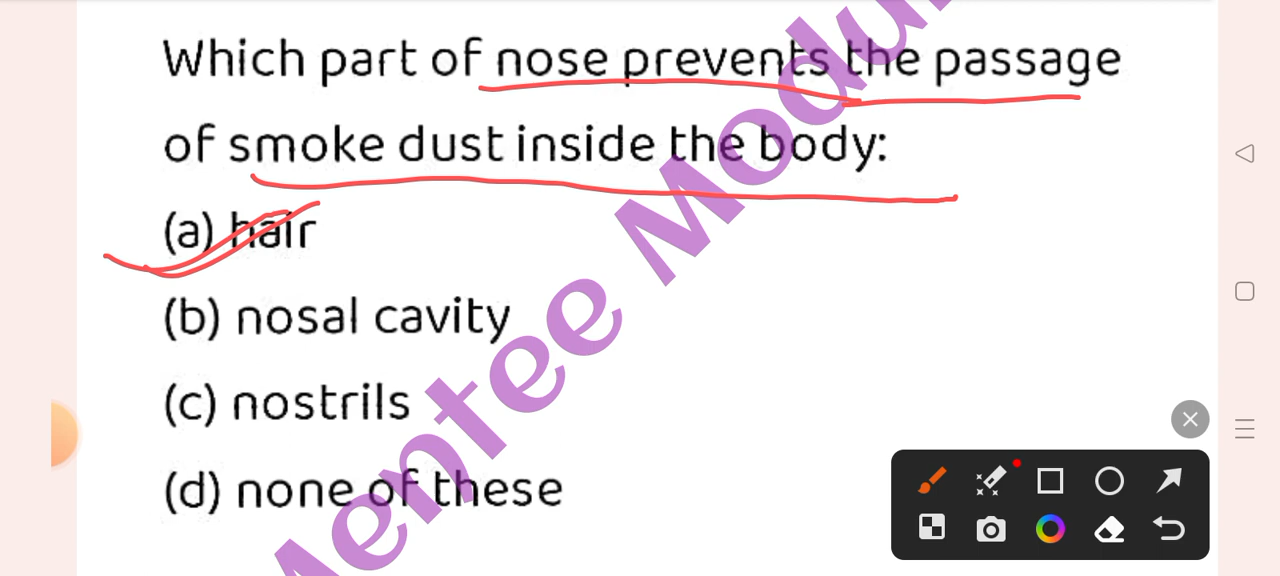 Which part of nose prevents the passage
of smoke dust inside the body:
(a) hair
(b) nosal cavity
(c) nostrils
(d) none of these
Mentee Modu